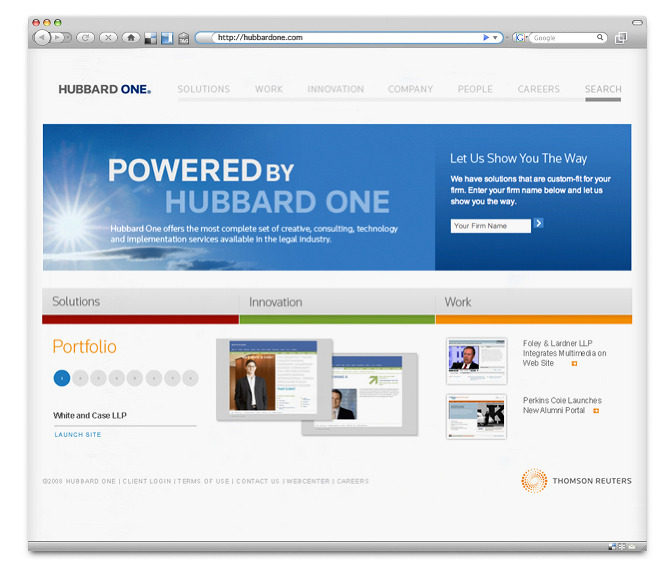 http://hubbardone.com
Google
HUBBARD ONE.
SOLUTIONS WORK INNOVATION COMPANY PEOPLE CAREERS SEARCH
POWERED BY
HUBBARD ONE
Hubbard One offers the most complete set of creative, consulting, technology
and implementation services available in the legal industry.
Let Us Show You The Way
We have solutions that are custom-fit for your
firm. Enter your firm name below and let us
show you the way.
Your Firm Name
Solutions Innovation Work
Portfolio
White and Case LLP
LAUNCH SITE
Foley & Lardner LLP
Integrates Multimedia on
Web Site
Perkins Coie Launches
New Alumni Portal
©2008 HUBBARD ONE | CLIENT LOGIN | TERMS OF USE | CONTACT US | WEBCENTER | CAREERS
THOMSON REUTERS